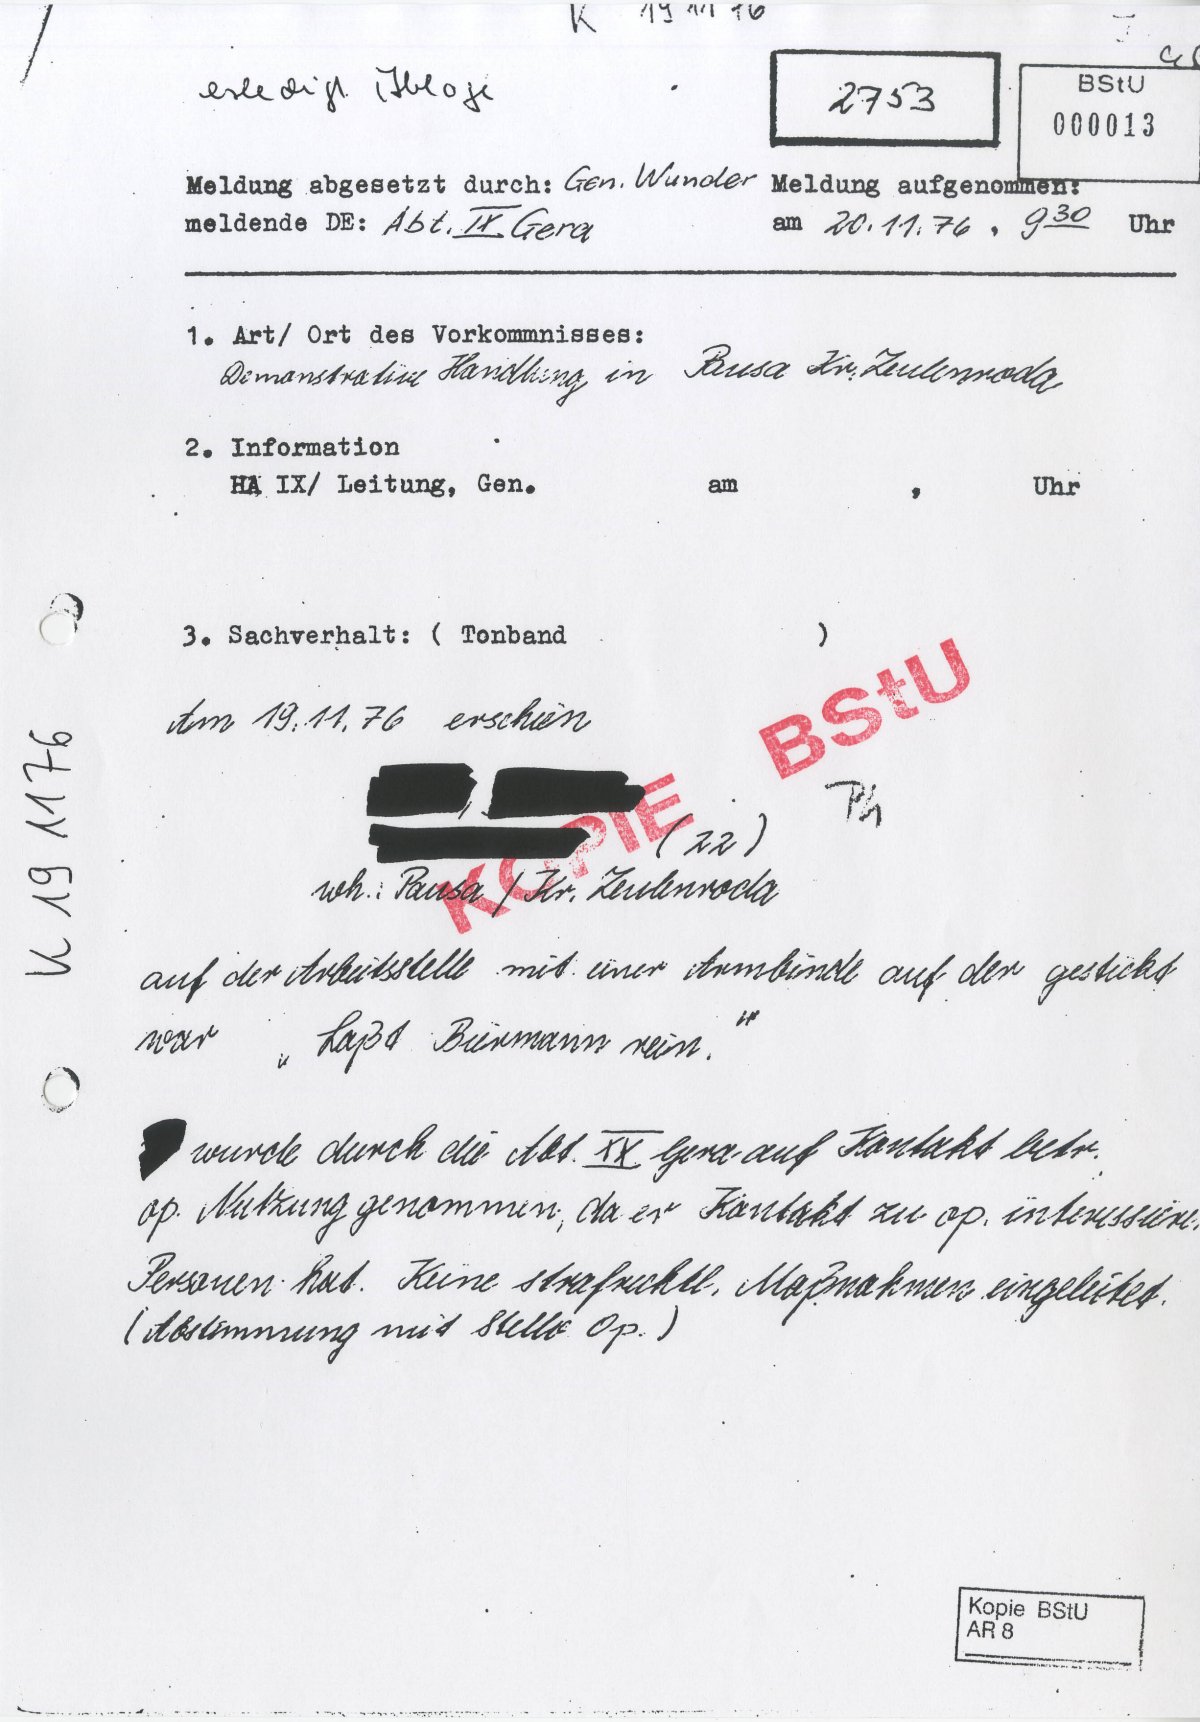 K 19 11 76
erledigt Ablage
2753
BStU
000013
Meldung abgesetzt durch: Gen. Wunder Meldung aufgenommen:
meldende DE: Abt. IX Gera am 20.11.76, 9 30 Uhr
1. Art/ Ort des Vorkommnisses:
Demonstrative Handlung in Pausa Kr. Zeulenroda
2. Information
HA IX/ Leitung, Gen. am , Uhr
3. Sachverhalt: ( Tonband )
Am 19.11.76 erschien
KOPIE BStU
(22)
wh.: Pausa / Kr. Zeulenroda
auf der Arbeitsstelle mit einer Armbinde auf der gestickt
war „Laßt Biermann rein."
wurde durch die Abt. XX Gera auf Kontakt betr.
op. Nutzung genommen, da er Kontakt zu op. interessieren
Personen hat. Keine strafrechtl. Maßnahmen eingeleitet.
(Abstimmung mit Stellv. Op.)
K 19 11 76
Kopie BStU
AR 8